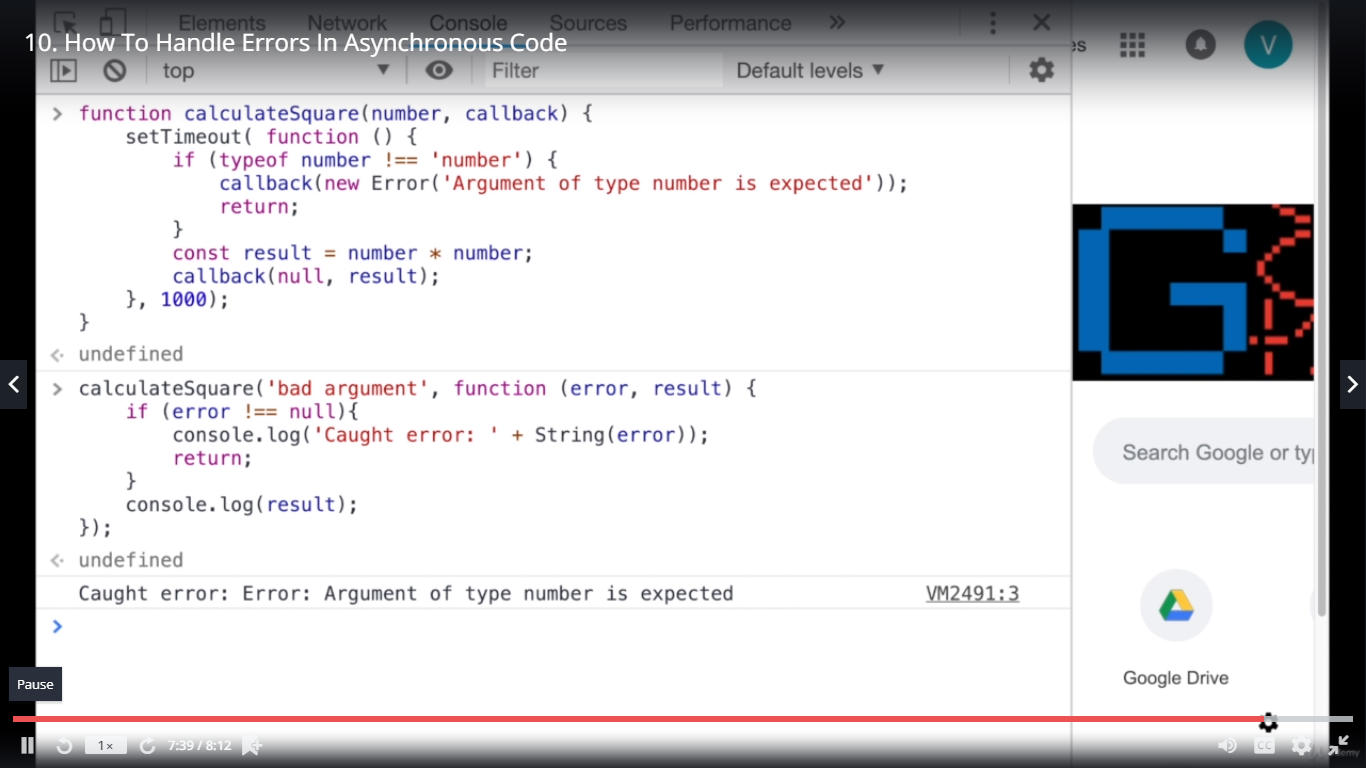 Elements Network Console Sources Performance »
10. How To Handle Errors In Asynchronous Code
es
V
top
Filter
Default levels
> function calculateSquare(number, callback) {
setTimeout( function () {
if (typeof number !== 'number') {
callback(new Error('Argument of type number is expected'));
return;
}
const result = number * number;
callback(null, result);
}, 1000);
}
undefined
> calculateSquare('bad argument', function (error, result) {
if (error !== null){
console.log('Caught error: ' + String(error));
return;
}
console.log(result);
});
undefined
Caught error: Error: Argument of type number is expected VM2491:3
>
Search Google or ty
Google Drive
Pause
1×
7:39 / 8:12
CC